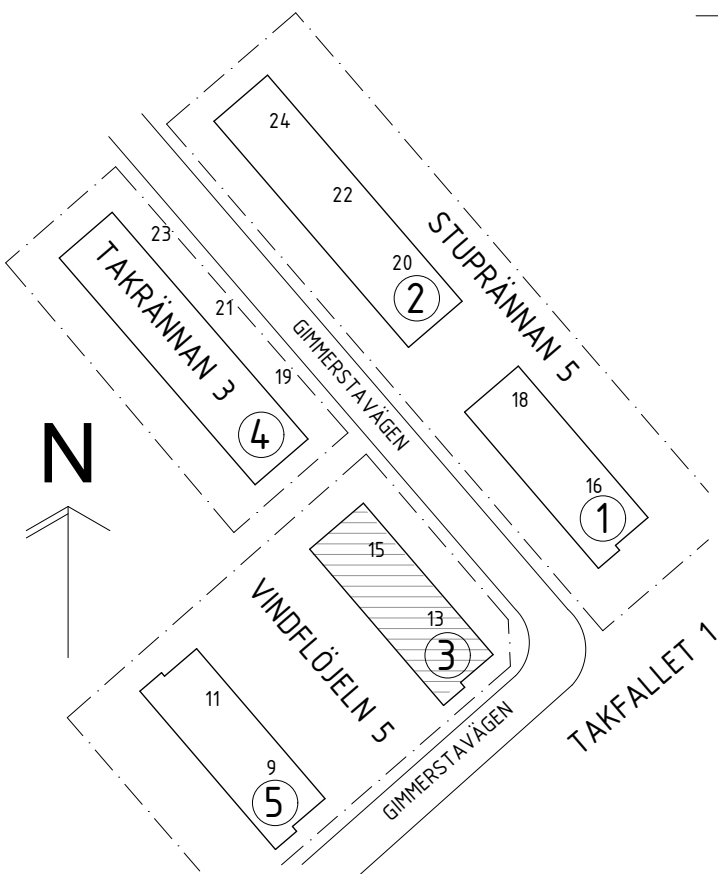 24
22
20
2
STUPRÄNNAN 5
23
21
19
TAKRÄNNAN 3
4
GIMMERSTAVÄGEN
18
16
1
N
15
13
3
VINDFLÖJELN 5
11
9
5
GIMMERSTAVÄGEN
TAKFALLET 1